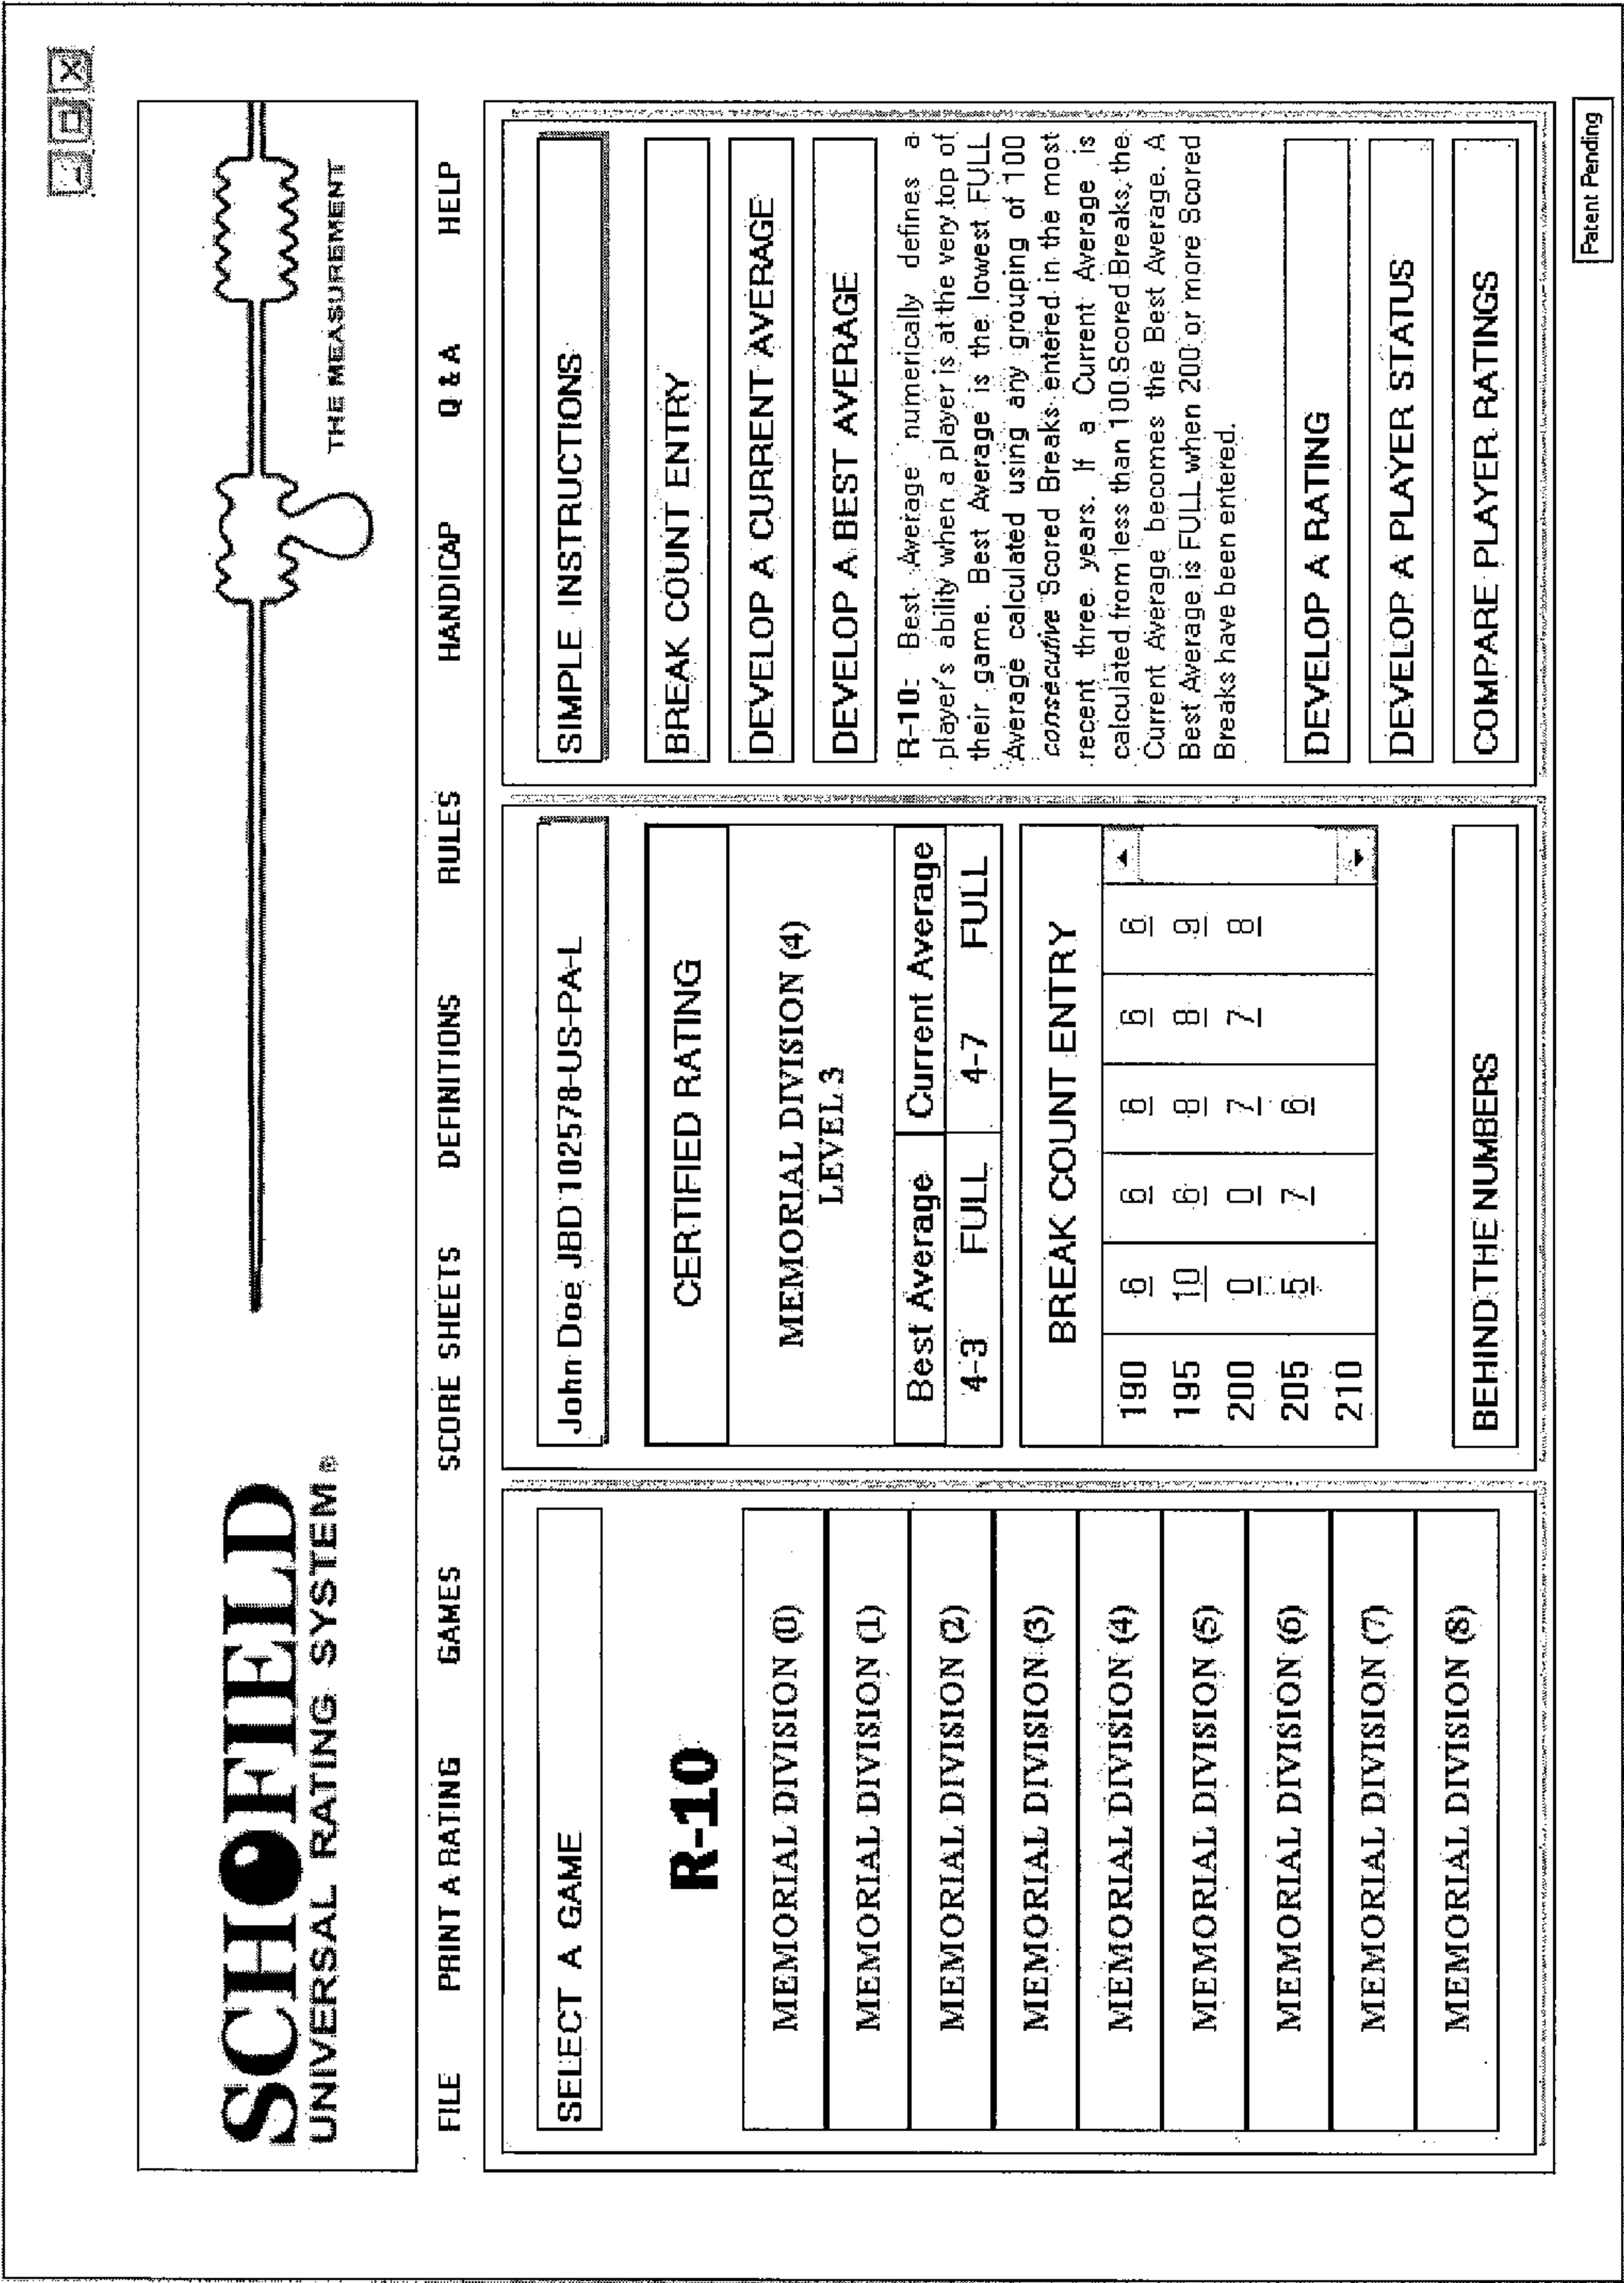 SCHOFIELD
UNIVERSAL RATING SYSTEM ®
THE MEASUREMENT
FILE PRINT A RATING GAMES SCORE SHEETS DEFINITIONS RULES HANDICAP Q & A HELP
SELECT A GAME
R-10
MEMORIAL DIVISION (0)
MEMORIAL DIVISION (1)
MEMORIAL DIVISION (2)
MEMORIAL DIVISION (3)
MEMORIAL DIVISION (4)
MEMORIAL DIVISION (5)
MEMORIAL DIVISION (6)
MEMORIAL DIVISION (7)
MEMORIAL DIVISION (8)
John Doe JBD 102578-US-PA-L
CERTIFIED RATING
MEMORIAL DIVISION (4)
LEVEL 3
Best Average Current Average
4-3 FULL 4-7 FULL
BREAK COUNT ENTRY
190 6 6 6 6 6
195 10 6 8 8 9
200 0 0 7 7 8
205 5 7 6
210
BEHIND THE NUMBERS
SIMPLE INSTRUCTIONS
BREAK COUNT ENTRY
DEVELOP A CURRENT AVERAGE
DEVELOP A BEST AVERAGE
R-10: Best Average numerically defines a
player's ability when a player is at the very top of
their game. Best Average is the lowest FULL
Average calculated using any grouping of 100
consecutive Scored Breaks entered in the most
recent three years. If a Current Average is
calculated from less than 100 Scored Breaks, the
Current Average becomes the Best Average. A
Best Average is FULL when 200 or more Scored
Breaks have been entered.
DEVELOP A RATING
DEVELOP A PLAYER STATUS
COMPARE PLAYER RATINGS
Patent Pending